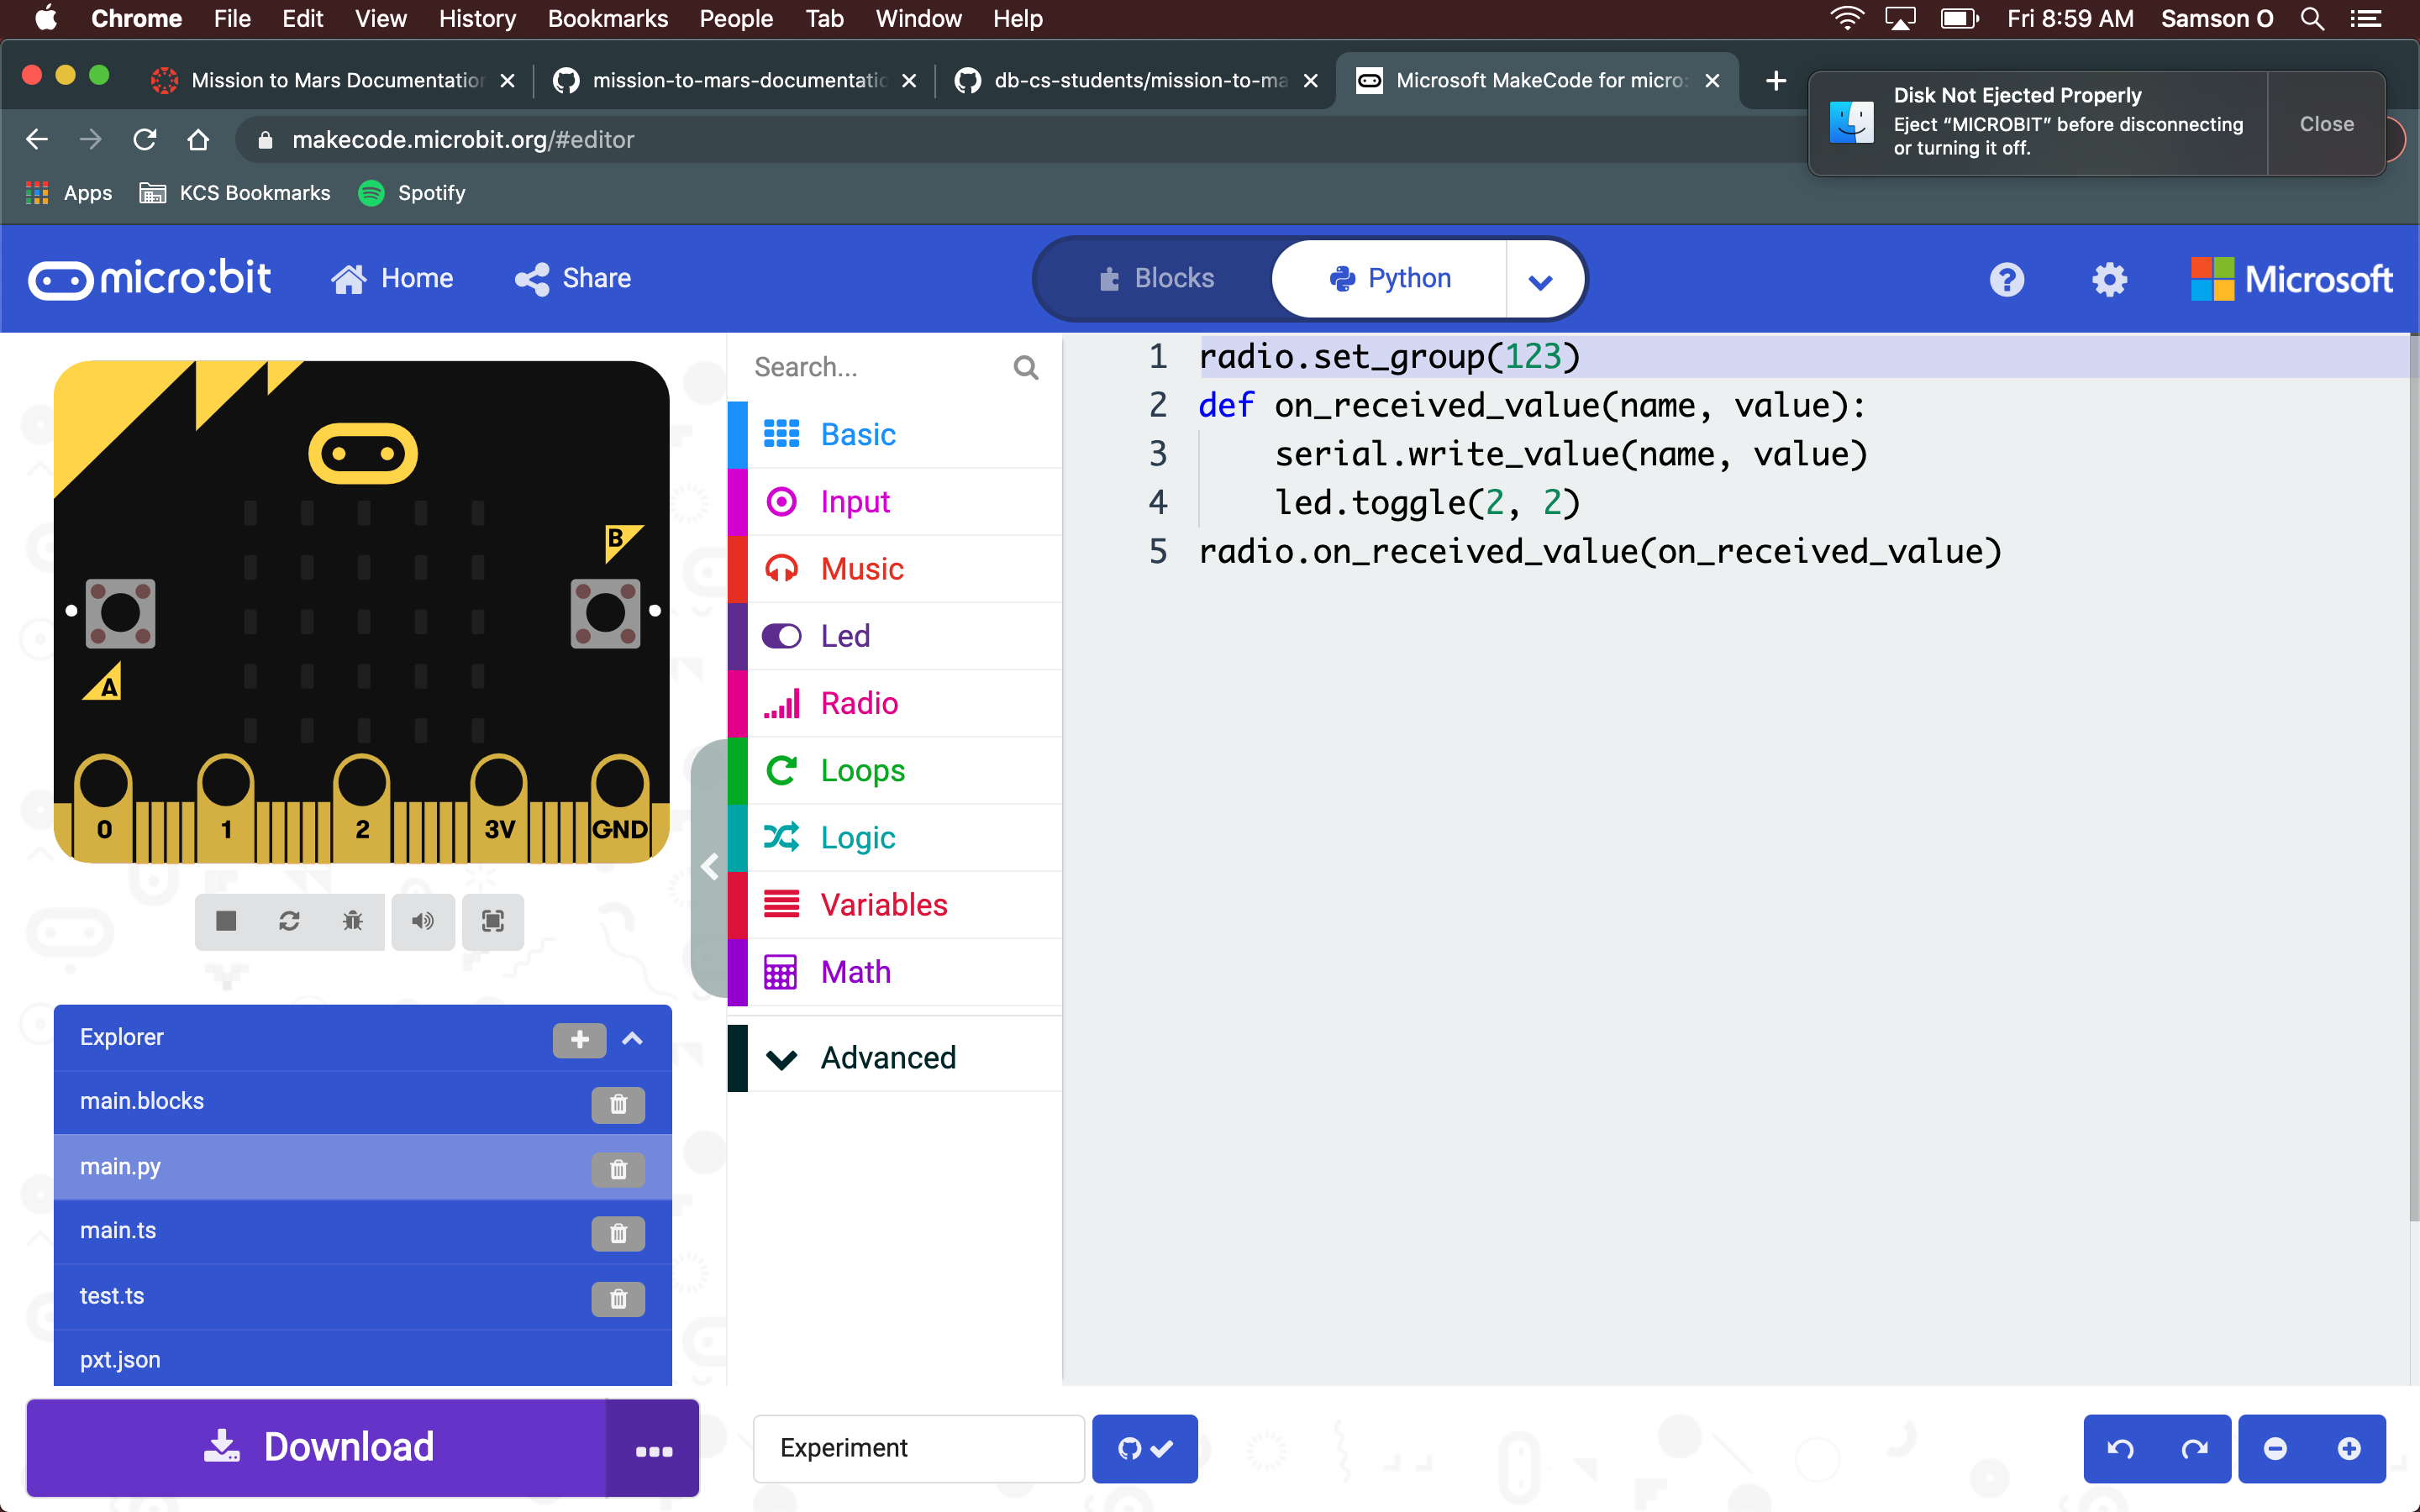 Chrome File Edit View History Bookmarks People Tab Window Help Fri 8:59 AM Samson O
Mission to Mars Documentation mission-to-mars-documentatio db-cs-students/mission-to-ma Microsoft MakeCode for micro:
Disk Not Ejected Properly
Eject “MICROBIT” before disconnecting
or turning it off.
Close
makecode.microbit.org/#editor
Apps KCS Bookmarks Spotify
micro:bit Home Share Blocks Python Microsoft
B
A
0 1 2 3V GND
Explorer
main.blocks
main.py
main.ts
test.ts
pxt.json
Download
Search...
Basic
Input
Music
Led
Radio
Loops
Logic
Variables
Math
Advanced
1 radio.set_group(123)
2 def on_received_value(name, value):
3 serial.write_value(name, value)
4 led.toggle(2, 2)
5 radio.on_received_value(on_received_value)
Experiment